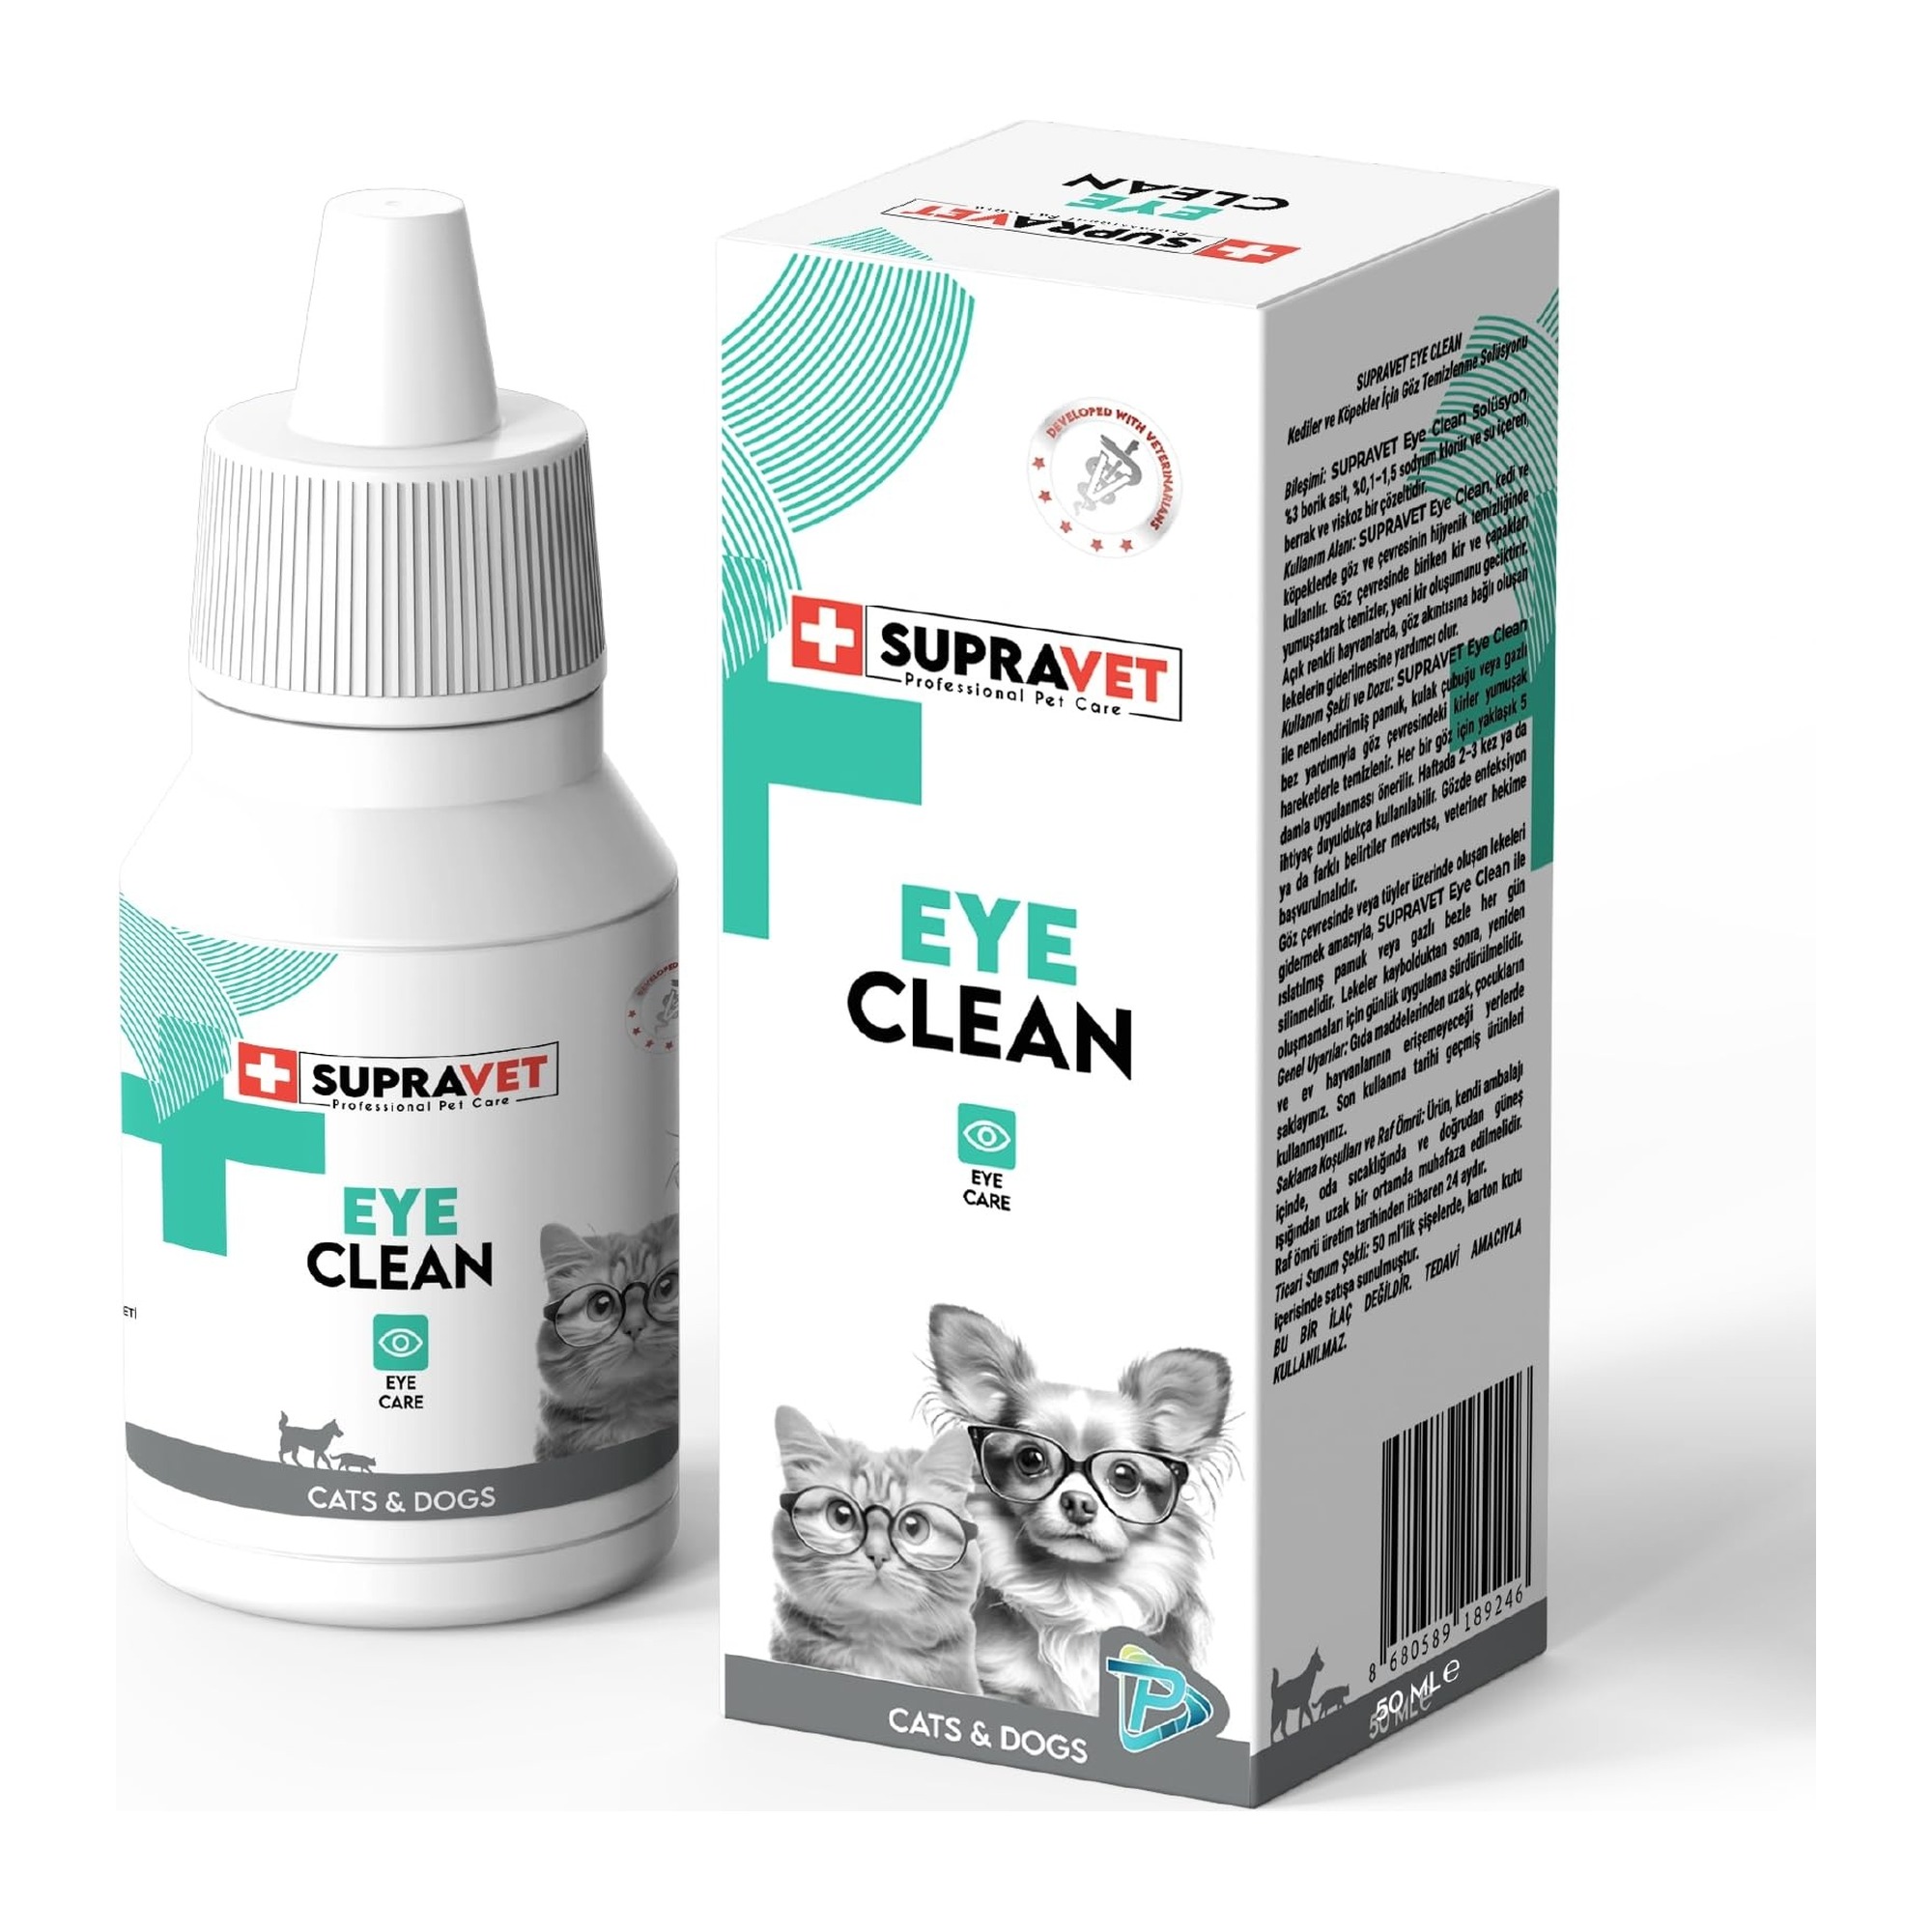 ETİ
DEVELOPED
SUPRAVET
Professional Pet Care
EYE
CLEAN
EYE
CARE
CATS & DOGS
EYE
CLEAN
SUPRAVET
DEVELOPED WITH VETERINARIANS
SUPRAVET
Professional Pet Care
EYE
CLEAN
EYE
CARE
CATS & DOGS
SUPRAVET EYE CLEAN
Kediler ve Köpekler İçin Göz Temizlenme Solüsyonu
Bileşimi: SUPRAVET Eye Clean Solüsyon,
%3 borik asit, %0,1-1,5 sodyum klorür ve su içeren,
berrak ve viskoz bir çözeltidir.
Kullanım Alanı: SUPRAVET Eye Clean, kedi ve
köpeklerde göz ve çevresinin hijyenik temizliğinde
kullanılır. Göz çevresinde biriken kir ve çapakları
yumuşatarak temizler, yeni kir oluşumunu geciktirir.
Açık renkli hayvanlarda, göz akıntısına bağlı oluşan
lekelerin giderilmesine yardımcı olur.
Kullanım Şekli ve Dozu: SUPRAVET Eye Clean
ile nemlendirilmiş pamuk, kulak çubuğu veya gazlı
bez yardımıyla göz çevresindeki kirler yumuşak
hareketlerle temizlenir. Her bir göz için yaklaşık 5
damla uygulanması önerilir. Haftada 2-3 kez ya da
ihtiyaç duyuldukça kullanılabilir. Gözde enfeksiyon
ya da farklı belirtiler mevcutsa, veteriner hekime
başvurulmalıdır.
Göz çevresinde veya tüyler üzerinde oluşan lekeleri
gidermek amacıyla, SUPRAVET Eye Clean ile
ıslatılmış pamuk veya gazlı bezle her gün
silinmelidir. Lekeler kaybolduktan sonra, yeniden
oluşmamaları için günlük uygulama sürdürülmelidir.
Genel Uyarılar: Gıda maddelerinden uzak, çocukların
ve ev hayvanlarının erişemeyeceği yerlerde
saklayınız. Son kullanma tarihi geçmiş ürünleri
kullanmayınız.
Saklama Koşulları ve Raf Ömrü: Ürün, kendi ambalajı
içinde, oda sıcaklığında ve doğrudan güneş
ışığından uzak bir ortamda muhafaza edilmelidir.
Raf ömrü üretim tarihinden itibaren 24 aydır.
Ticari Sunum Şekli: 50 ml'lik şişelerde, karton kutu
içerisinde satışa sunulmuştur.
BU BİR İLAÇ DEĞİLDİR. TEDAVİ AMACIYLA
KULLANILMAZ.
8 680589 189246
50 ML e